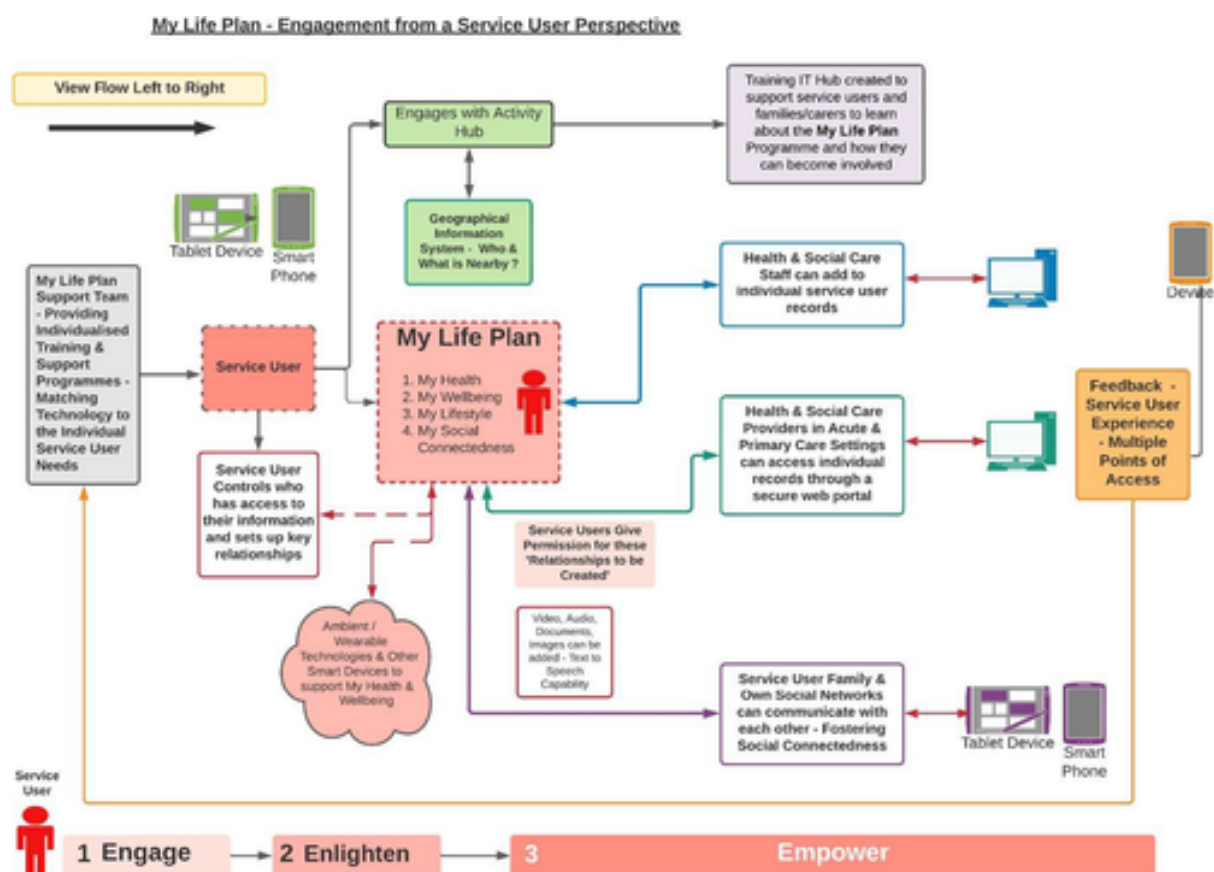 My Life Plan - Engagement from a Service User Perspective
View Flow Left to Right
Engages with Activity
Hub
Training IT Hub created to
support service users and
families/carers to learn
about the My Life Plan
Programme and how they
can become involved
Tablet Device
Smart
Phone
Geographical
Information
System - Who &
What is Nearby ?
My Life Plan
Support Team
- Providing
Individualised
Training &
Support
Programmes -
Matching
Technology to
the Individual
Service User
Needs
Service User
My Life Plan
1. My Health
2. My Wellbeing
3. My Lifestyle
4. My Social
Connectedness
Health & Social Care
Staff can add to
individual service user
records
Device
Health & Social Care
Providers in Acute &
Primary Care Settings
can access individual
records through a
secure web portal
Feedback -
Service User
Experience
- Multiple
Points of
Access
Service User
Controls who
has access to
their information
and sets up key
relationships
Service Users Give
Permission for these
'Relationships to be
Created'
Ambient /
Wearable
Technologies & Other
Smart Devices to
support My Health &
Wellbeing
Video, Audio,
Documents,
images can be
added - Text to
Speech
Capability
Service User Family &
Own Social Networks
can communicate with
each other - Fostering
Social Connectedness
Tablet Device
Smart
Phone
Service
User
1 Engage
2 Enlighten
3 Empower